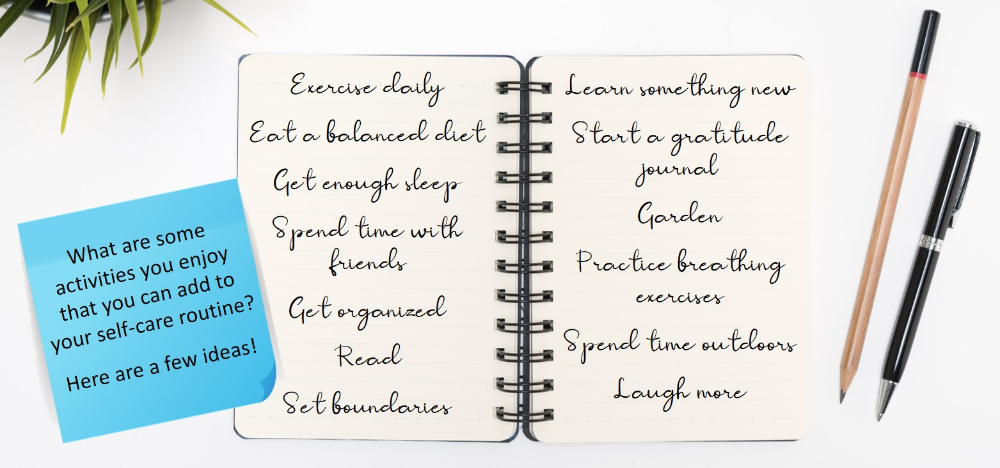 What are some
activities you enjoy
that you can add to
your self-care routine?
Here are a few ideas!
Exercise daily
Eat a balanced diet
Get enough sleep
Spend time with
friends
Get organized
Read
Set boundaries
Learn something new
Start a gratitude
journal
Garden
Practice breathing
exercises
Spend time outdoors
Laugh more